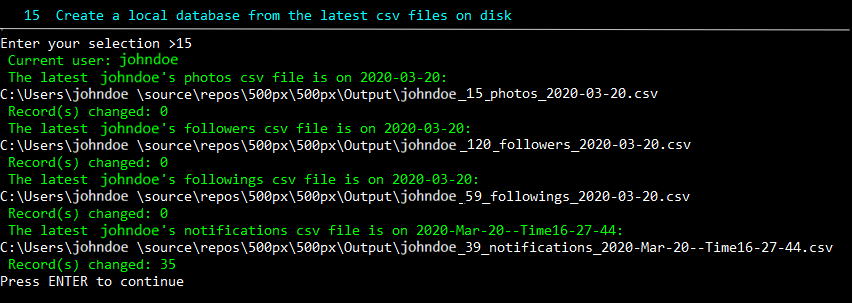 15 Create a local database from the latest csv files on disk
Enter your selection >15
Current user: johndoe
The latest johndoe's photos csv file is on 2020-03-20:
C:\Users\johndoe \source\repos\500px\500px\Output\johndoe_15_photos_2020-03-20.csv
Record(s) changed: 0
The latest johndoe's followers csv file is on 2020-03-20:
C:\Users\johndoe \source\repos\500px\500px\Output\johndoe_120_followers_2020-03-20.csv
Record(s) changed: 0
The latest johndoe's followings csv file is on 2020-03-20:
C:\Users\johndoe \source\repos\500px\500px\Output\johndoe_59_followings_2020-03-20.csv
Record(s) changed: 0
The latest johndoe's notifications csv file is on 2020-Mar-20--Time16-27-44:
C:\Users\johndoe \source\repos\500px\500px\Output\johndoe_39_notifications_2020-Mar-20--Time16-27-44.csv
Record(s) changed: 35
Press ENTER to continue